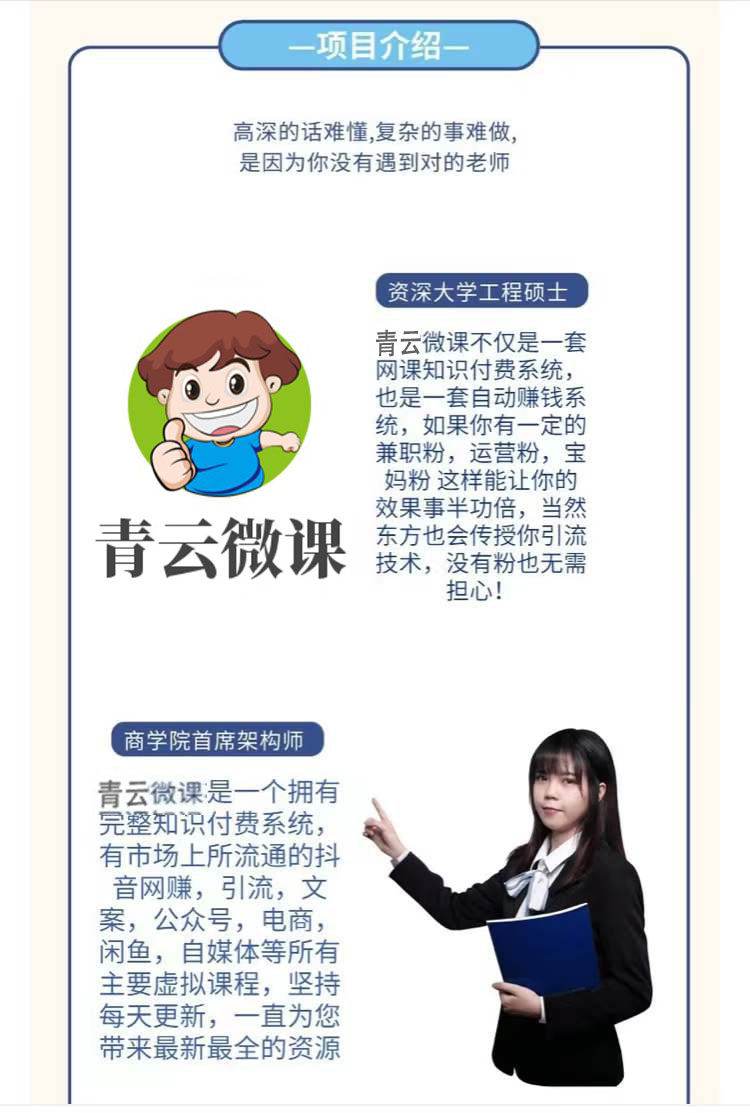 —项目介绍—
高深的话难懂,复杂的事难做,
是因为你没有遇到对的老师
资深大学工程硕士
青云微课不仅是一套
网课知识付费系统，
也是一套自动赚钱系
统，如果你有一定的
兼职粉，运营粉，宝
妈粉 这样能让你的
效果事半功倍，当然
东方也会传授你引流
技术，没有粉也无需
担心！
青云微课
商学院首席架构师
青云微课是一个拥有
完整知识付费系统，
有市场上所流通的抖
音网赚，引流，文
案，公众号，电商，
闲鱼，自媒体等所有
主要虚拟课程，坚持
每天更新，一直为您
带来最新最全的资源